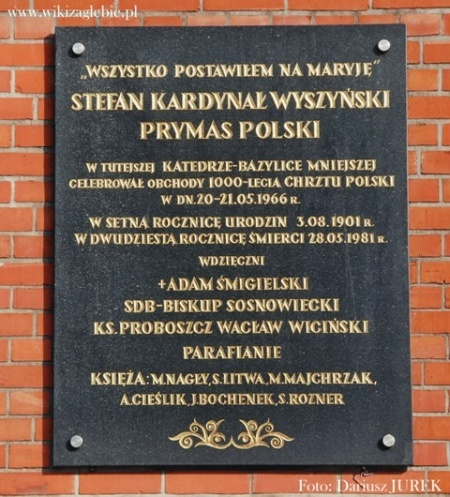 www.wikizaglebie.pl
„WSZYSTKO POSTAWIŁEM NA MARYJĘ"
STEFAN KARDYNAŁ WYSZYŃSKI
PRYMAS POLSKI
W TUTEJSZEJ KATEDRZE-BAZYLICE MNIEJSZEJ
CELEBROWAŁ OBCHODY 1000-LECIA CHRZTU POLSKI
W DN. 20-21.05.1966 R.
W SETNĄ ROCZNICĘ URODZIN 3.08.1901 R.
W DWUDZIESTĄ ROCZNICĘ ŚMIERCI 28.05.1981 R.
WDZIĘCZNI
+ADAM ŚMIGIELSKI
SDB-BISKUP SOSNOWIECKI
KS. PROBOSZCZ WACŁAW WICIŃSKI
PARAFIANIE
KSIĘŻA: M.NAGŁY, S.LITWA, M.MAJCHRZAK,
A.CIEŚLIK, J.BOCHENEK, S.ROZNER
Foto: Dariusz JUREK